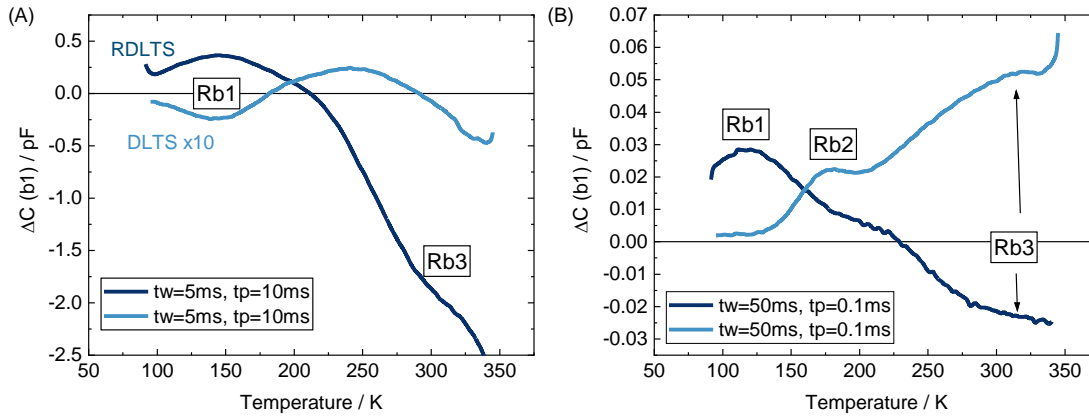 (A)
0.5
0.0
-0.5
-1.0
-1.5
-2.0
-2.5
ΔC (b1) / pF
RDLTS
Rb1
DLTS x10
Rb3
tw=5ms, tp=10ms
tw=5ms, tp=10ms
50 100 150 200 250 300 350
Temperature / K
(B)
0.07
0.06
0.05
0.04
0.03
0.02
0.01
0.00
-0.01
-0.02
-0.03
ΔC (b1) / pF
Rb1
Rb2
Rb3
tw=50ms, tp=0.1ms
tw=50ms, tp=0.1ms
50 100 150 200 250 300 350
Temperature / K